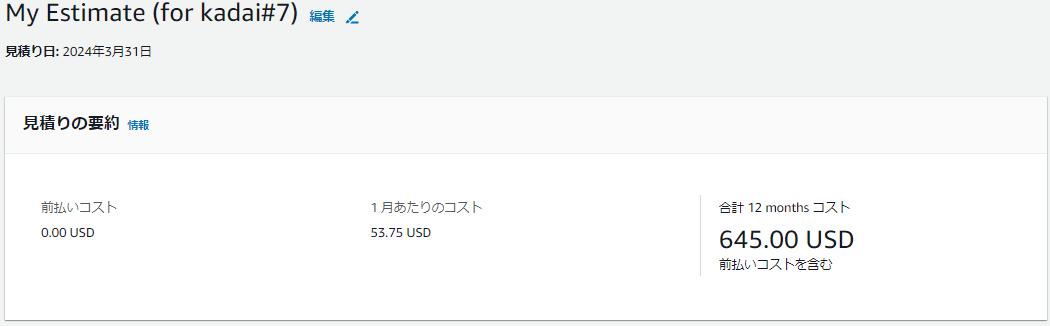 My Estimate (for kadai#7) 編集
見積り日: 2024年3月31日
見積りの要約 情報
前払いコスト
0.00 USD
1 月あたりのコスト
53.75 USD
合計 12 months コスト
645.00 USD
前払いコストを含む